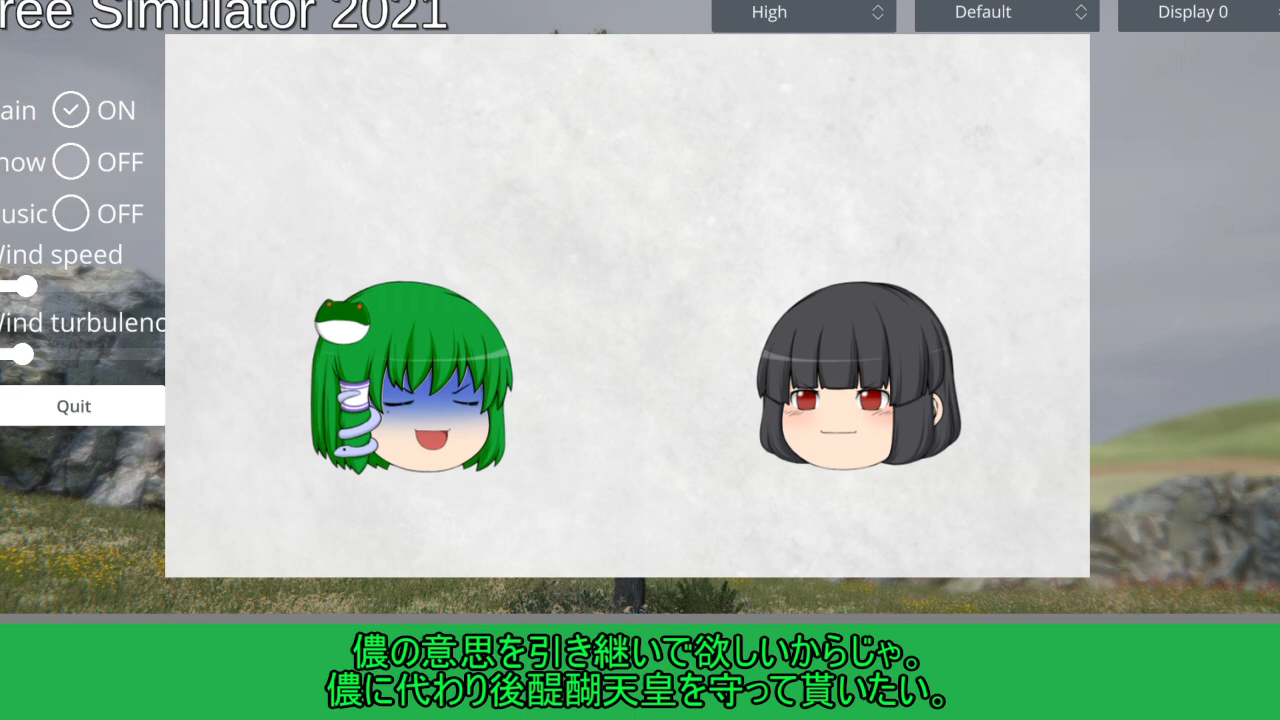 ree Simulator 2021
High
Default
Display 0
ain ON
now OFF
usic OFF
Wind speed
Wind turbulenc
Quit
儂の意思を引き継いで欲しいからじゃ。
儂に代わり後醍醐天皇を守って貰いたい。